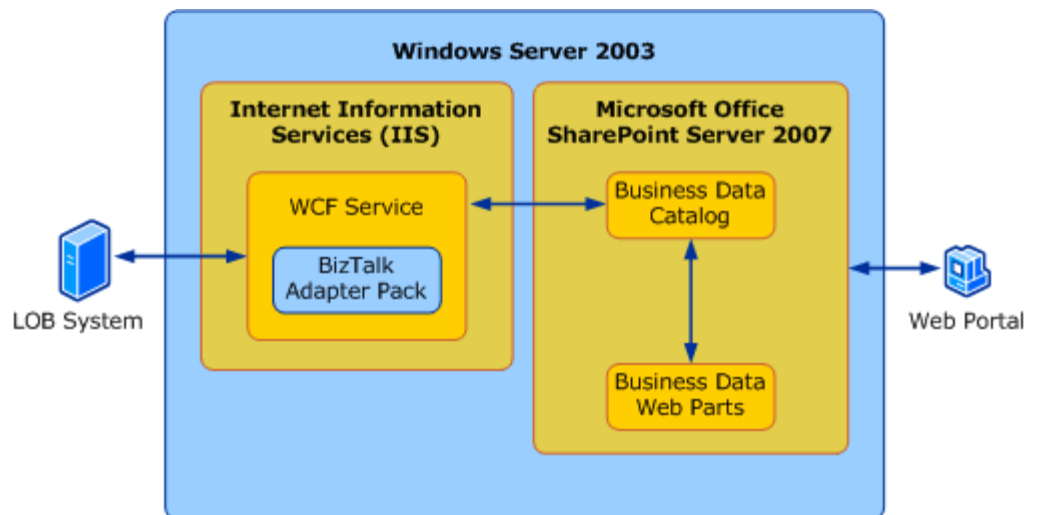 Windows Server 2003
Internet Information
Services (IIS)
Microsoft Office
SharePoint Server 2007
WCF Service
BizTalk
Adapter Pack
Business Data
Catalog
Business Data
Web Parts
LOB System
Web Portal